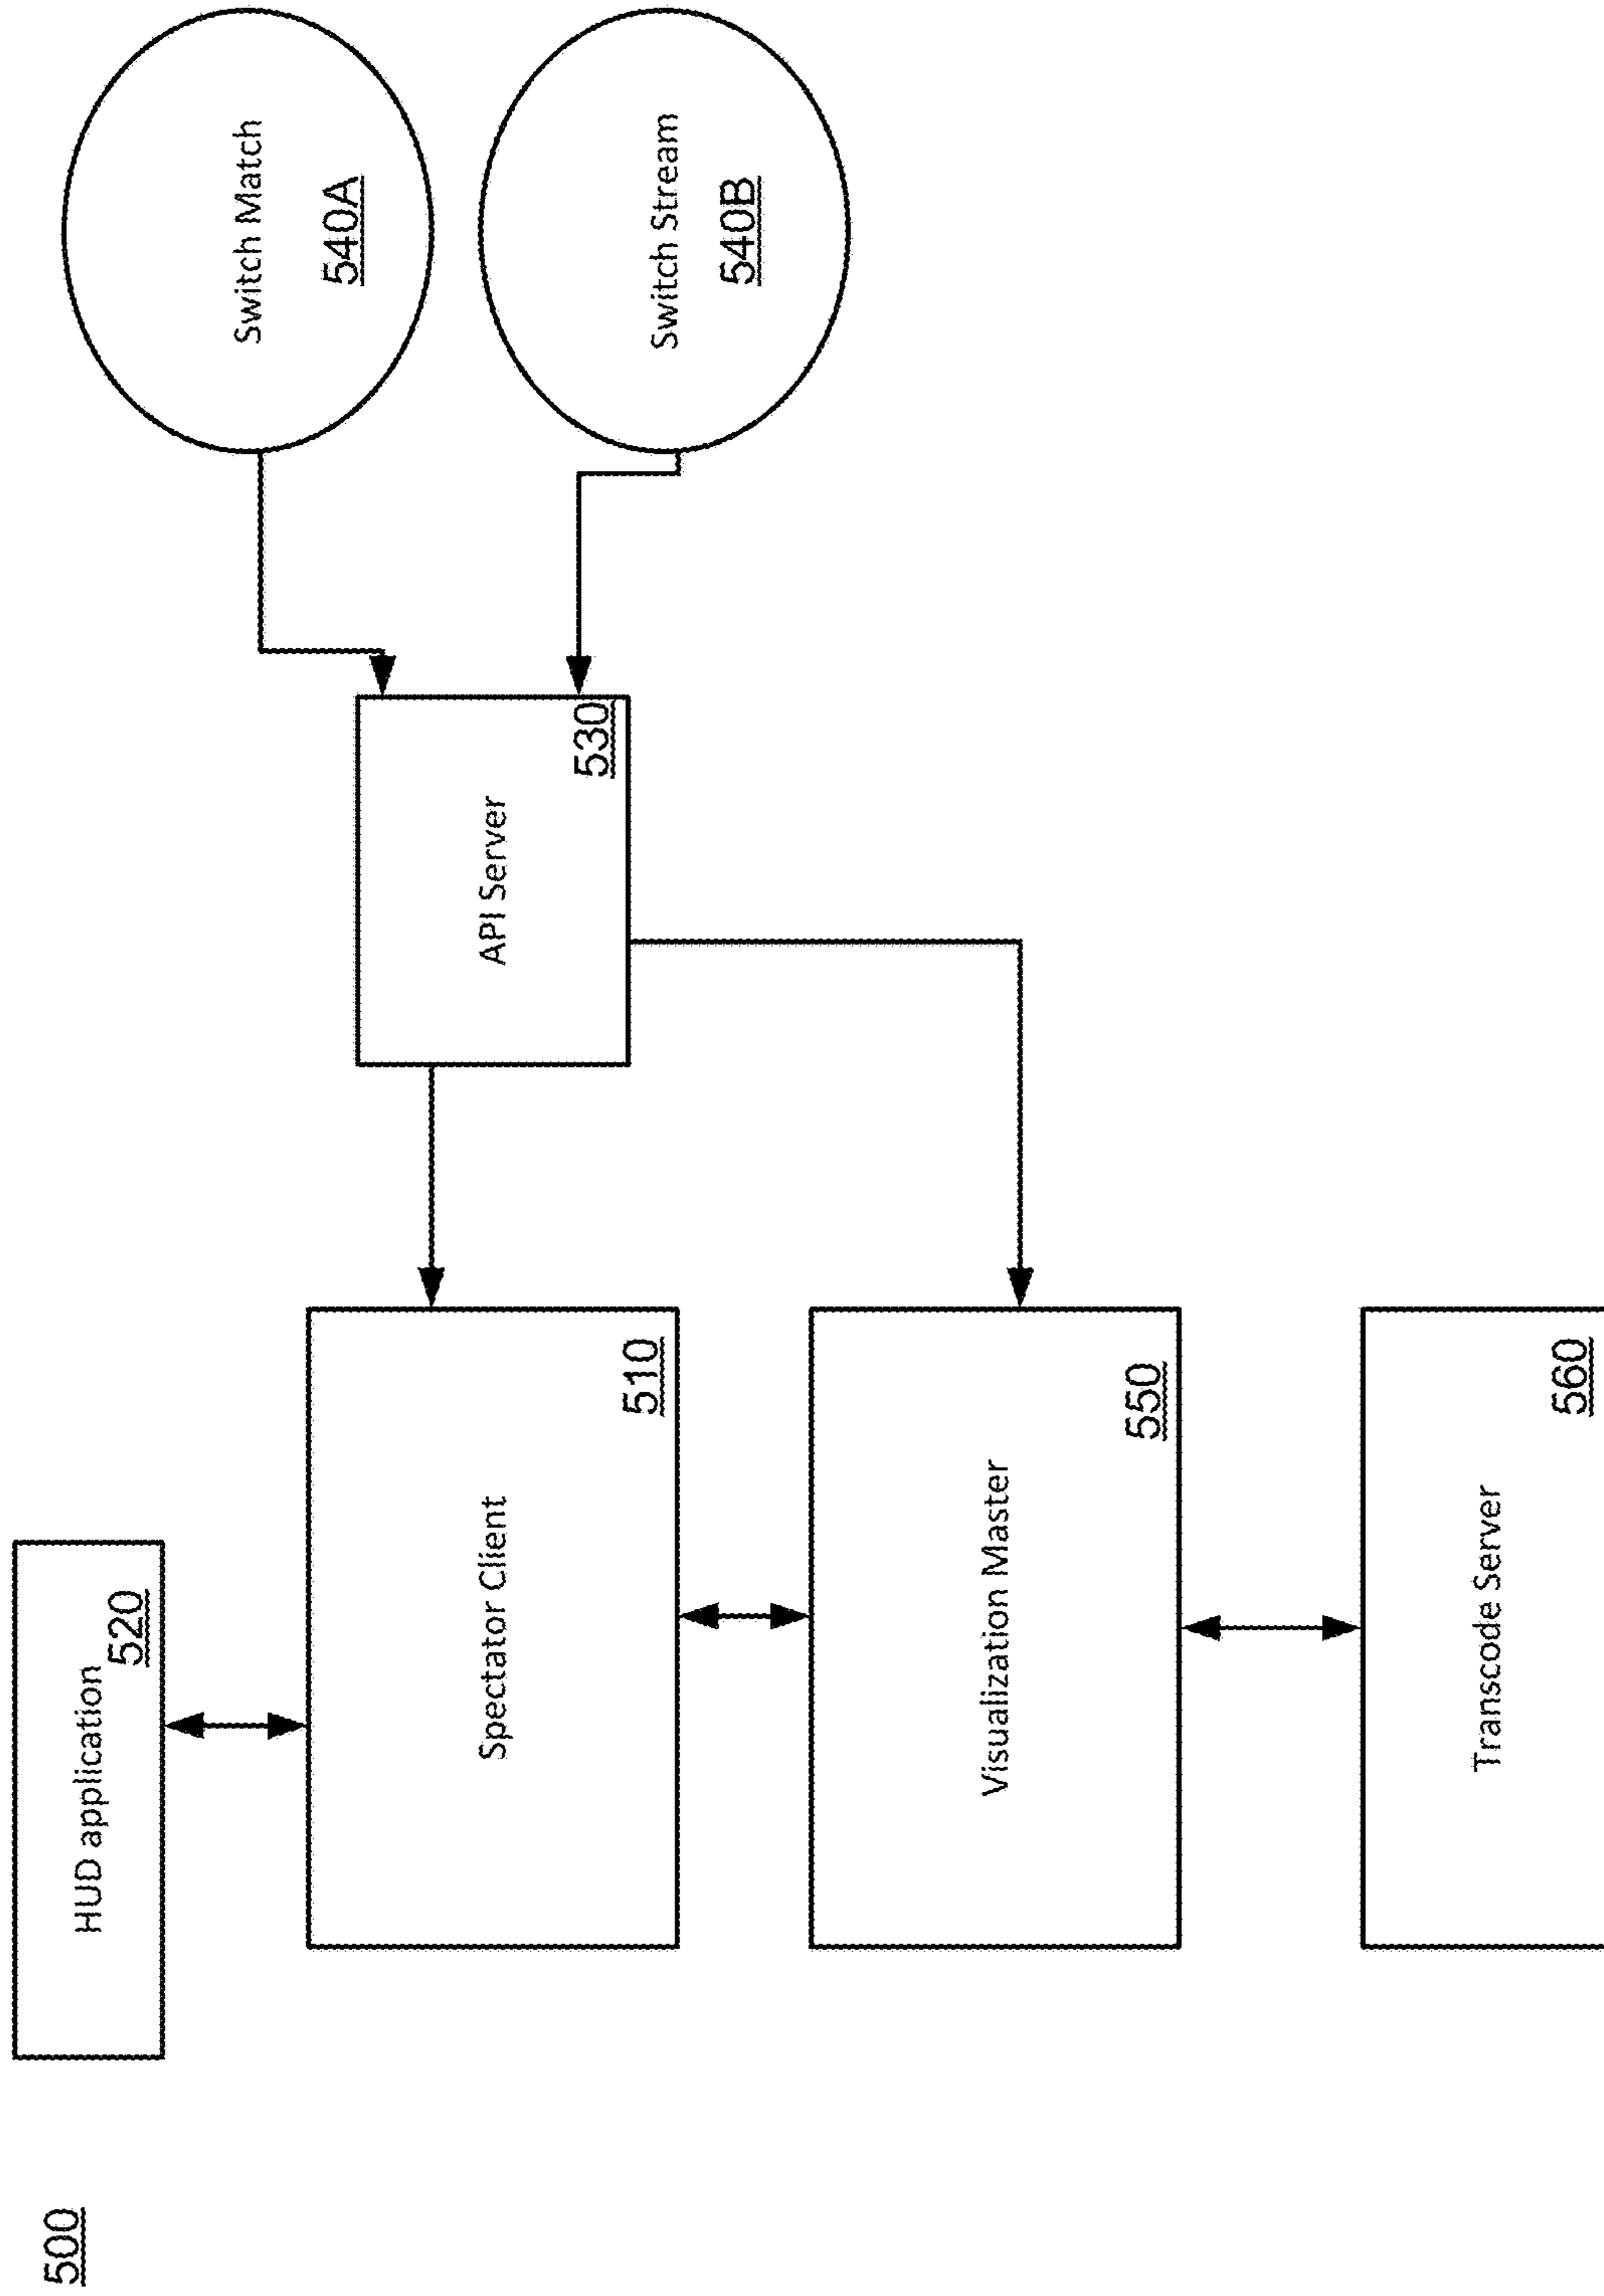 500
HUD application
520
Spectator Client
510
Visualization Master
550
Transcode Server
560
API Server
530
Switch Match
540A
Switch Stream
540B